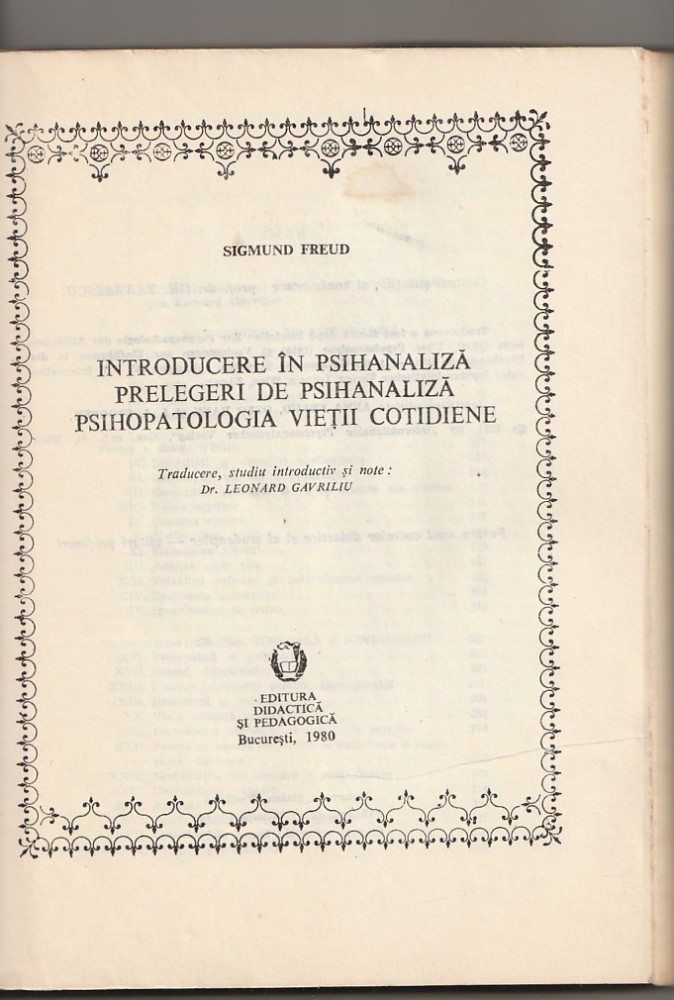 SIGMUND FREUD
INTRODUCERE ÎN PSIHANALIZĂ
PRELEGERI DE PSIHANALIZĂ
PSIHOPATOLOGIA VIEȚII COTIDIENE
Traducere, studiu introductiv și note :
Dr. LEONARD GAVRILIU
EDITURA
DIDACTICĂ
ȘI PEDAGOGICĂ
București, 1980